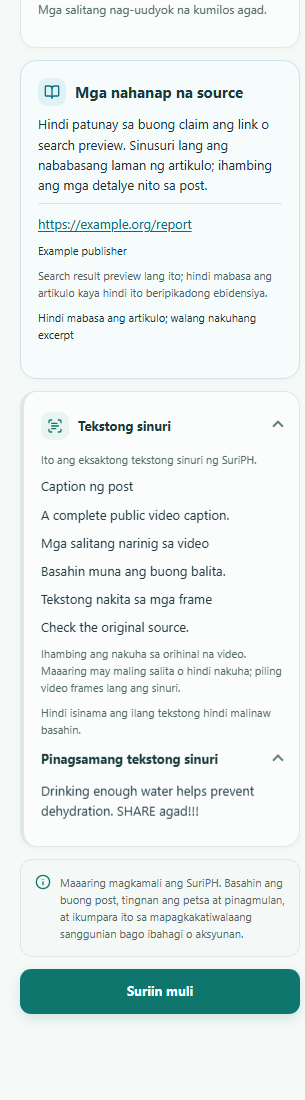 Mga salitang nag-uudyok na kumilos agad.
Mga nahanap na source
Hindi patunay sa buong claim ang link o
search preview. Sinusuri lang ang
nababasang laman ng artikulo; ihambing
ang mga detalye nito sa post.
https://example.org/report
Example publisher
Search result preview lang ito; hindi mabasa ang
artikulo kaya hindi ito beripikadong ebidensiya.
Hindi mabasa ang artikulo; walang nakuhang
excerpt
Tekstong sinuri
Ito ang eksaktong tekstong sinuri ng SuriPH.
Caption ng post
A complete public video caption.
Mga salitang narinig sa video
Basahin muna ang buong balita.
Tekstong nakita sa mga frame
Check the original source.
Ihambing ang nakuha sa orihinal na video.
Maaaring may maling salita o hindi nakuha; piling
video frames lang ang sinuri.
Hindi isinama ang ilang tekstong hindi malinaw
basahin.
Pinagsamang tekstong sinuri
Drinking enough water helps prevent
dehydration. SHARE agad!!!
Maaaring magkamali ang SuriPH. Basahin ang
buong post, tingnan ang petsa at pinagmulan,
at ikumpara ito sa mapagkakatiwalaang
sanggunian bago ibahagi o aksyunan.
Suriin muli